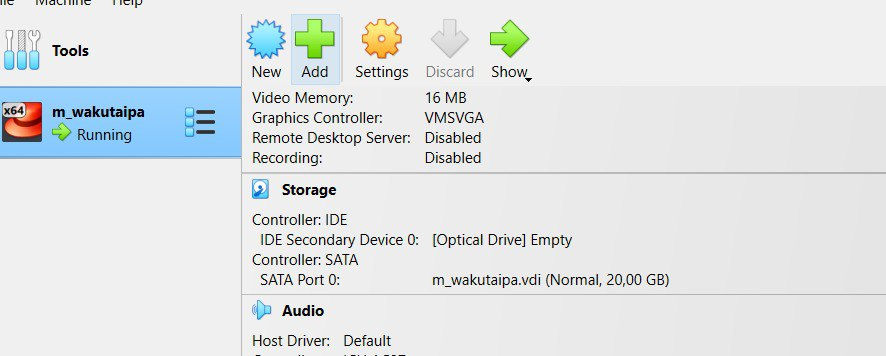 Machine Help
Tools
New Add Settings Discard Show
x64 m_wakutaipa
Running
Video Memory: 16 MB
Graphics Controller: VMSVGA
Remote Desktop Server: Disabled
Recording: Disabled
Storage
Controller: IDE
IDE Secondary Device 0: [Optical Drive] Empty
Controller: SATA
SATA Port 0: m_wakutaipa.vdi (Normal, 20,00 GB)
Audio
Host Driver: Default